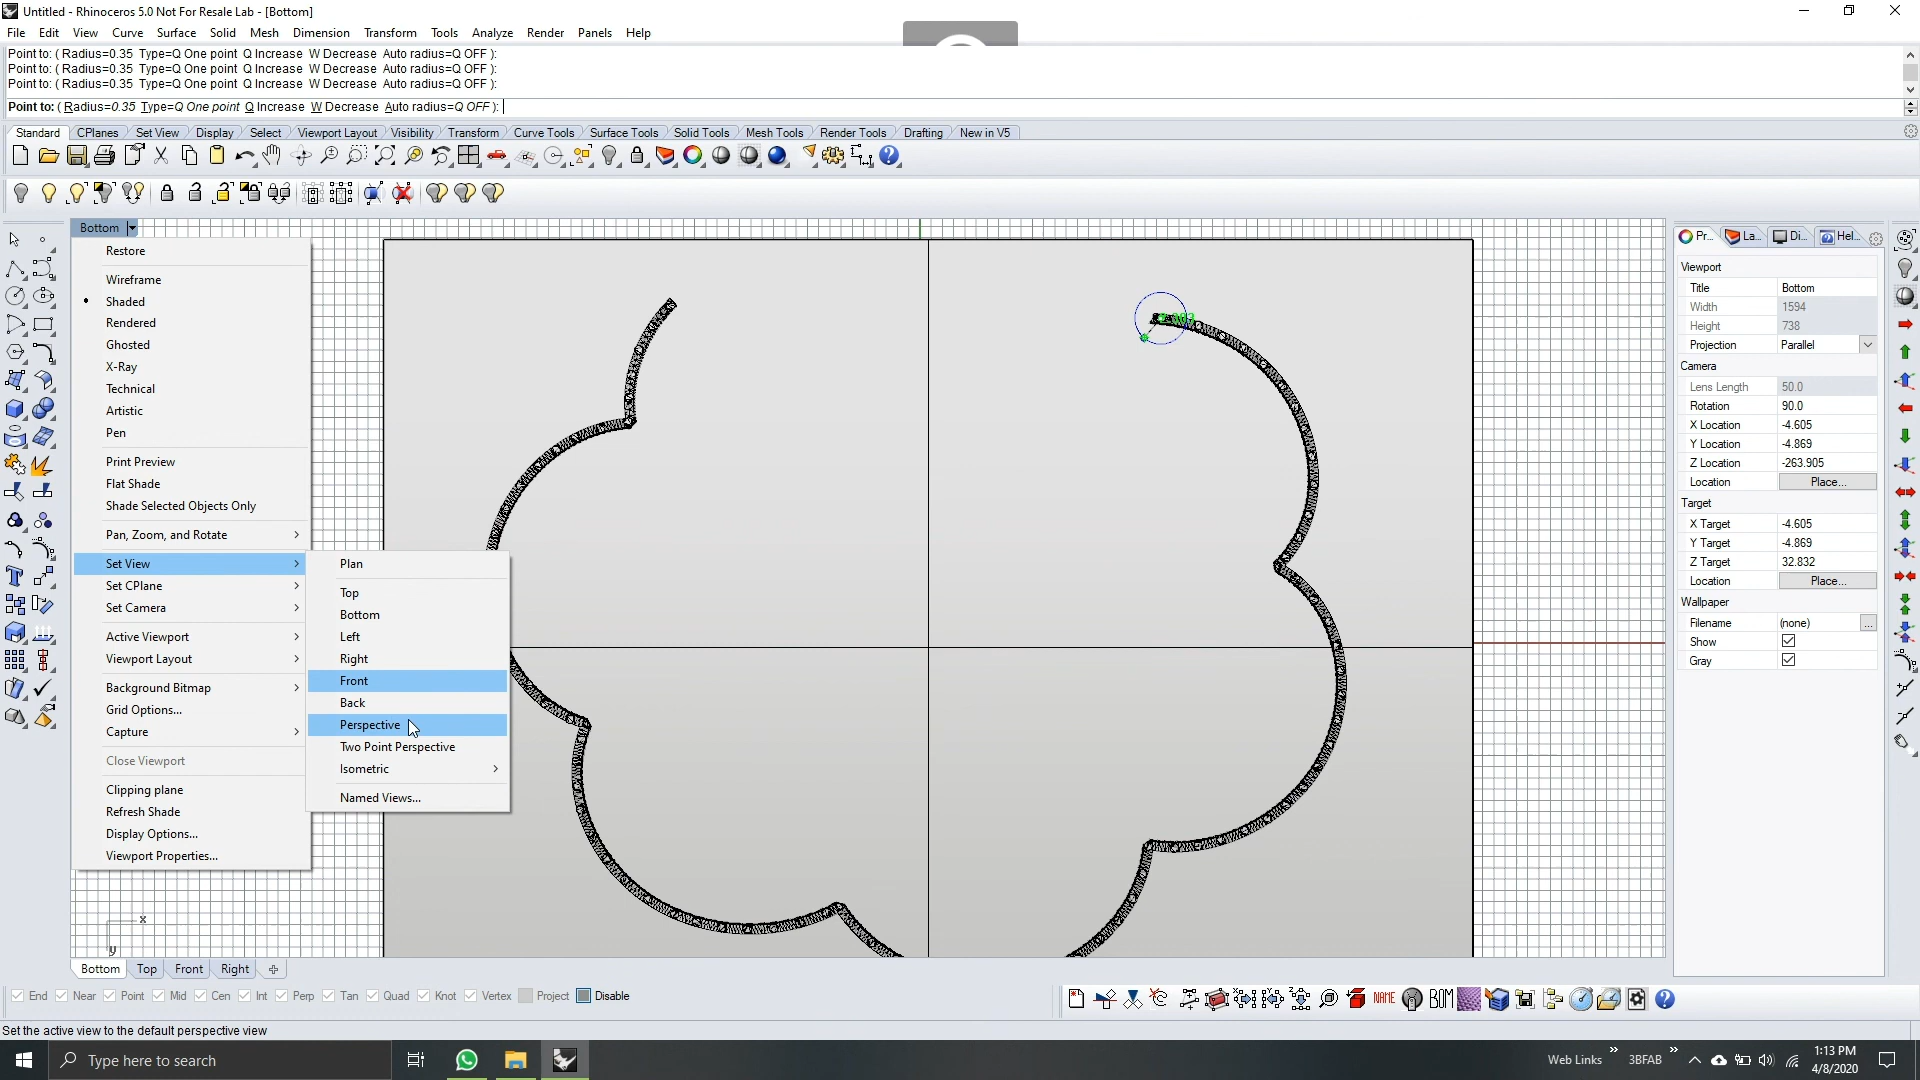 Untitled - Rhinoceros 5.0 Not For Resale Lab - [Bottom]
File Edit View Curve Surface Solid Mesh Dimension Transform Tools Analyze Render Panels Help
Point to: ( Radius=0.35 Type=Q One point Q Increase W Decrease Auto radius=Q OFF ):
Point to: ( Radius=0.35 Type=Q One point Q Increase W Decrease Auto radius=Q OFF ):
Point to: ( Radius=0.35 Type=Q One point Q Increase W Decrease Auto radius=Q OFF ):
Point to: ( Radius=0.35 Type=Q One point Q Increase W Decrease Auto radius=Q OFF ):
Standard CPlanes Set View Display Select Viewport Layout Visibility Transform Curve Tools Surface Tools Solid Tools Mesh Tools Render Tools Drafting New in V5
Bottom
Restore
Wireframe
Shaded
Rendered
Ghosted
X-Ray
Technical
Artistic
Pen
Print Preview
Flat Shade
Shade Selected Objects Only
Pan, Zoom, and Rotate
Set View
Set CPlane
Set Camera
Active Viewport
Viewport Layout
Background Bitmap
Grid Options...
Capture
Close Viewport
Clipping plane
Refresh Shade
Display Options...
Viewport Properties...
Plan
Top
Bottom
Left
Right
Front
Back
Perspective
Two Point Perspective
Isometric
Named Views...
Pr... La... Di... Hel...
Viewport
Title Bottom
Width 1594
Height 738
Projection Parallel
Camera
Lens Length 50.0
Rotation 90.0
X Location -4.605
Y Location -4.869
Z Location -263.905
Location Place...
Target
X Target -4.605
Y Target -4.869
Z Target 32.832
Location Place...
Wallpaper
Filename (none) ...
Show
Gray
x
y
Bottom Top Front Right
End Near Point Mid Cen Int Perp Tan Quad Knot Vertex Project Disable
NAME BOM
Set the active view to the default perspective view
Type here to search
Web Links 3BFAB
1:13 PM
4/8/2020